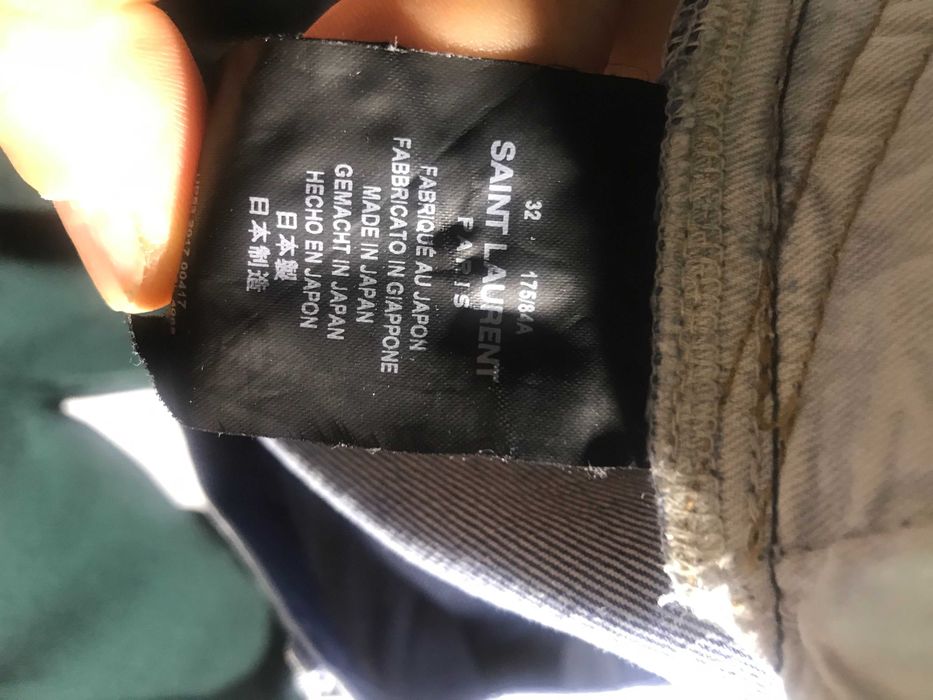 32 175/84A
SAINT LAURENT
PARIS
FABRIQUÉ AU JAPON
FABBRICATO IN GIAPPONE
MADE IN JAPAN
GEMACHT IN JAPAN
HECHO EN JAPON
日本製
日本制造